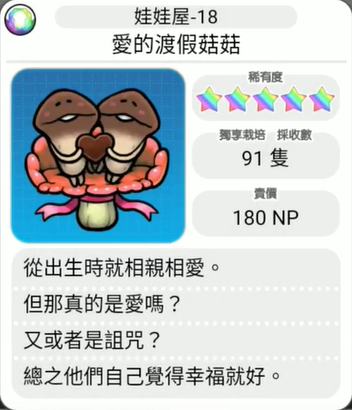 娃娃屋-18
愛的渡假菇菇
稀有度
獨享栽培　採收數
91 隻
賣價
180 NP
從出生時就相親相愛。
但那真的是愛嗎？
又或者是詛咒？
總之他們自己覺得幸福就好。